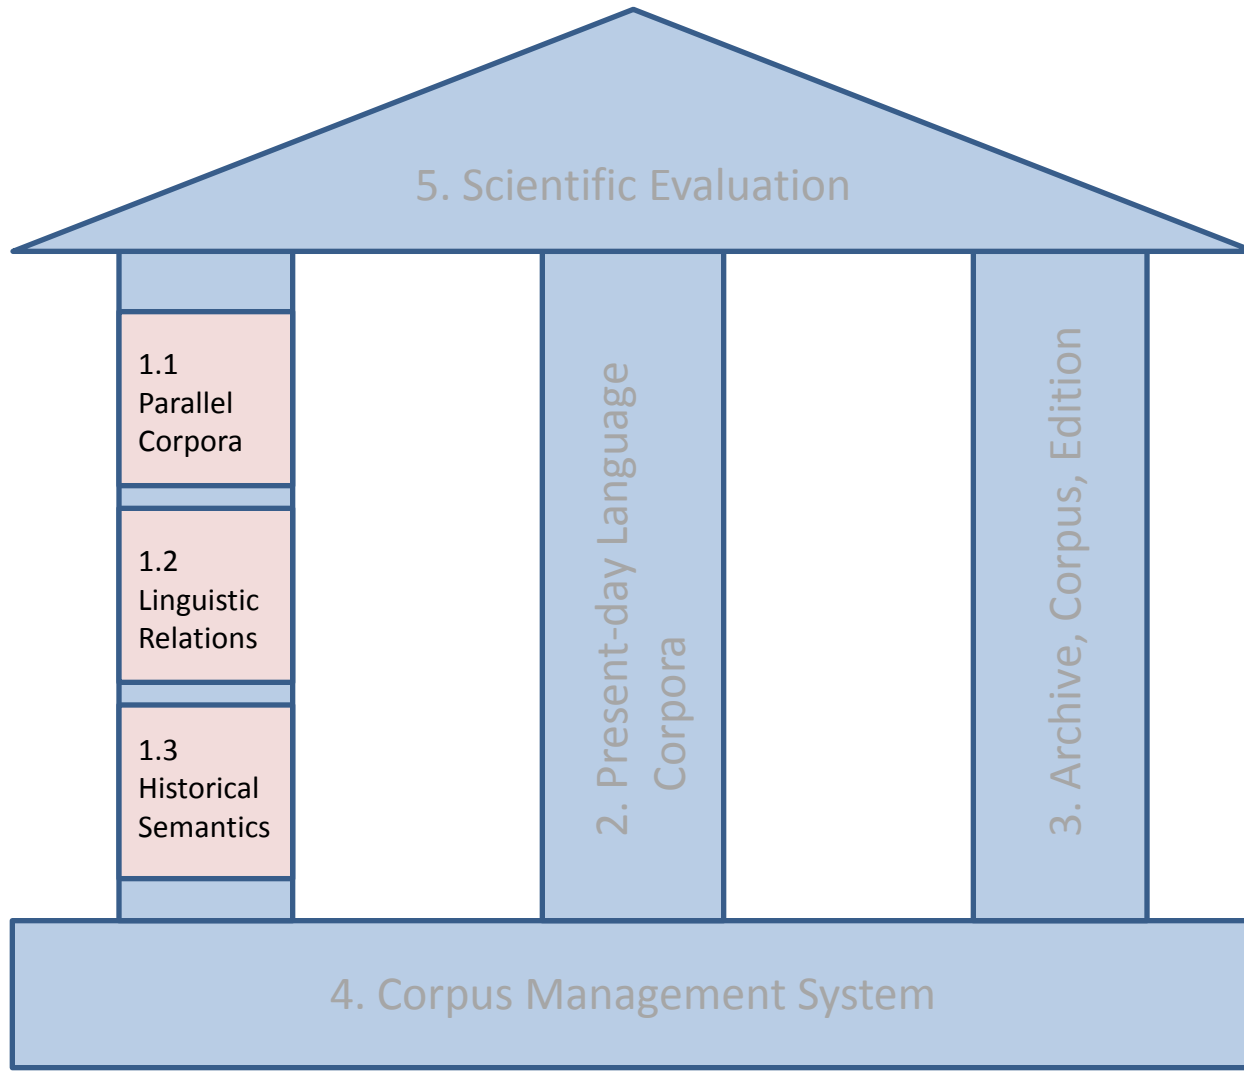 5. Scientific Evaluation
1.1
Parallel
Corpora
1.2
Linguistic
Relations
1.3
Historical
Semantics
2. Present-day Language
Corpora
3. Archive, Corpus, Edition
4. Corpus Management System